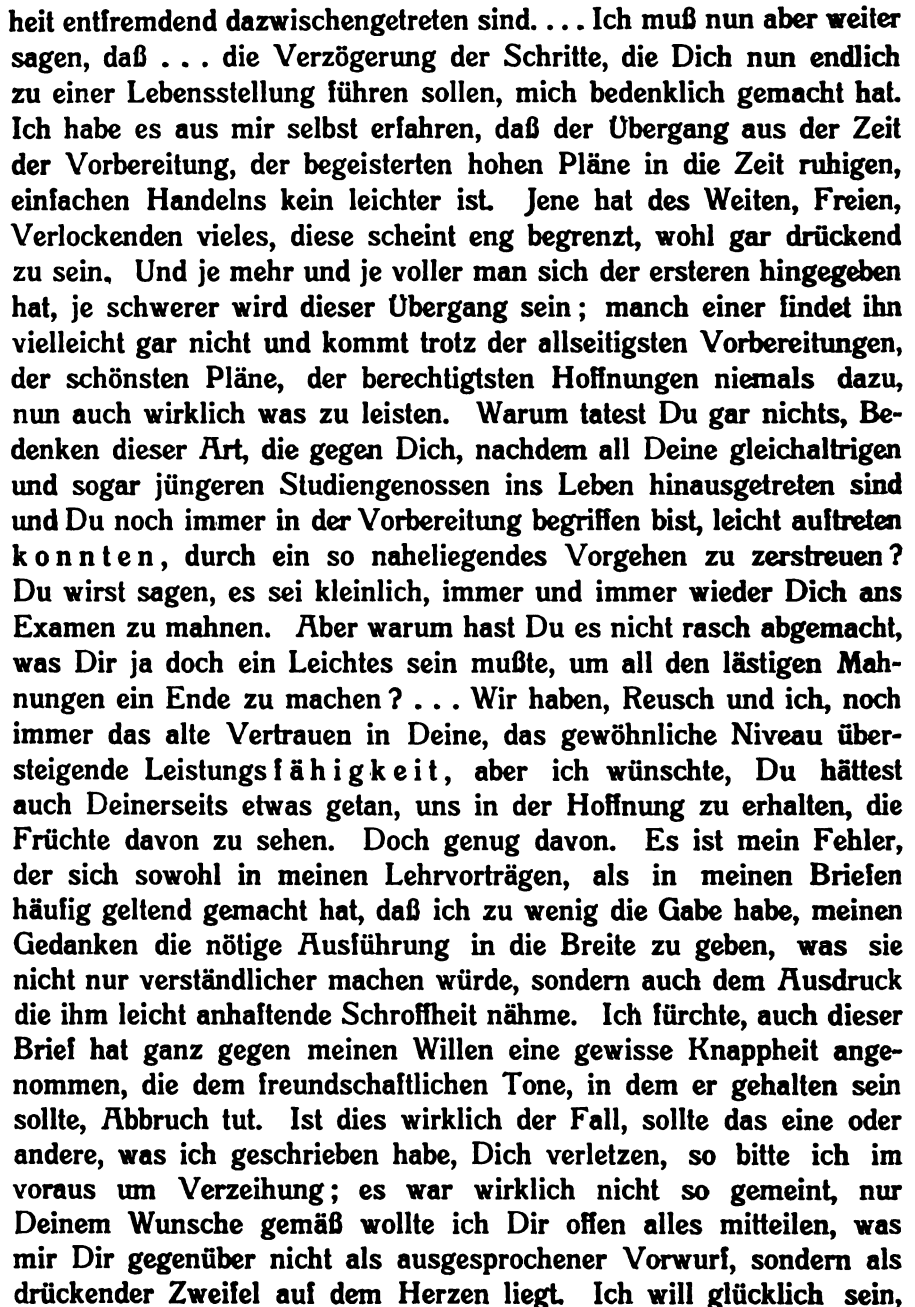 heit entfremdend dazwischengetreten sind. . . . Ich muß nun aber weiter
sagen, daß . . . die Verzögerung der Schritte, die Dich nun endlich
zu einer Lebensstellung führen sollen, mich bedenklich gemacht hat.
Ich habe es aus mir selbst erfahren, daß der Übergang aus der Zeit
der Vorbereitung, der begeisterten hohen Pläne in die Zeit ruhigen,
einfachen Handelns kein leichter ist. Jene hat des Weiten, Freien,
Verlockenden vieles, diese scheint eng begrenzt, wohl gar drückend
zu sein. Und je mehr und je voller man sich der ersteren hingegeben
hat, je schwerer wird dieser Übergang sein; manch einer findet ihn
vielleicht gar nicht und kommt trotz der allseitigsten Vorbereitungen,
der schönsten Pläne, der berechtigtsten Hoffnungen niemals dazu,
nun auch wirklich was zu leisten. Warum tatest Du gar nichts, Be-
denken dieser Art, die gegen Dich, nachdem all Deine gleichaltrigen
und sogar jüngeren Studiengenossen ins Leben hinausgetreten sind
und Du noch immer in der Vorbereitung begriffen bist, leicht auftreten
konnten, durch ein so naheliegendes Vorgehen zu zerstreuen?
Du wirst sagen, es sei kleinlich, immer und immer wieder Dich ans
Examen zu mahnen. Aber warum hast Du es nicht rasch abgemacht,
was Dir ja doch ein Leichtes sein mußte, um all den lästigen Mah-
nungen ein Ende zu machen? . . . Wir haben, Reusch und ich, noch
immer das alte Vertrauen in Deine, das gewöhnliche Niveau über-
steigende Leistungsfähigkeit, aber ich wünschte, Du hättest
auch Deinerseits etwas getan, uns in der Hoffnung zu erhalten, die
Früchte davon zu sehen. Doch genug davon. Es ist mein Fehler,
der sich sowohl in meinen Lehrvorträgen, als in meinen Briefen
häufig geltend gemacht hat, daß ich zu wenig die Gabe habe, meinen
Gedanken die nötige Ausführung in die Breite zu geben, was sie
nicht nur verständlicher machen würde, sondern auch dem Ausdruck
die ihm leicht anhaftende Schroffheit nähme. Ich fürchte, auch dieser
Brief hat ganz gegen meinen Willen eine gewisse Knappheit ange-
nommen, die dem freundschaftlichen Tone, in dem er gehalten sein
sollte, Abbruch tut. Ist dies wirklich der Fall, sollte das eine oder
andere, was ich geschrieben habe, Dich verletzen, so bitte ich im
voraus um Verzeihung; es war wirklich nicht so gemeint, nur
Deinem Wunsche gemäß wollte ich Dir offen alles mitteilen, was
mir Dir gegenüber nicht als ausgesprochener Vorwurf, sondern als
drückender Zweifel auf dem Herzen liegt. Ich will glücklich sein,